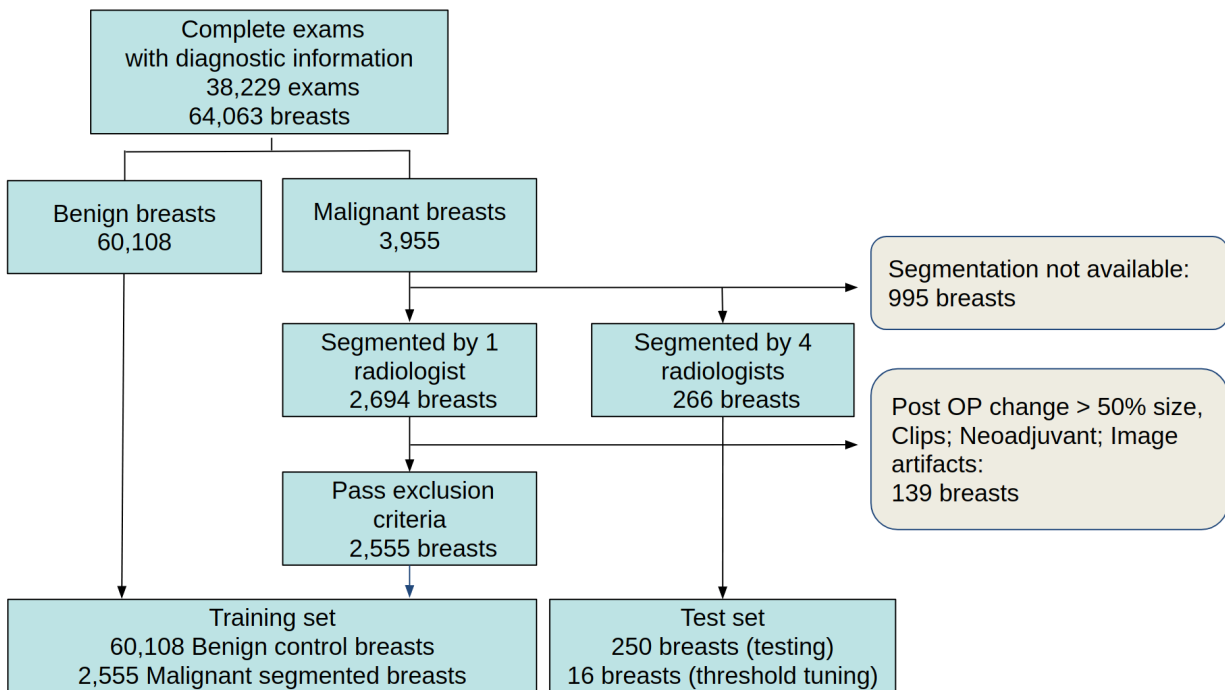 Complete exams
with diagnostic information
38,229 exams
64,063 breasts
Benign breasts
60,108
Malignant breasts
3,955
Segmentation not available:
995 breasts
Segmented by 1
radiologist
2,694 breasts
Segmented by 4
radiologists
266 breasts
Post OP change > 50% size,
Clips; Neoadjuvant; Image
artifacts:
139 breasts
Pass exclusion
criteria
2,555 breasts
Training set
60,108 Benign control breasts
2,555 Malignant segmented breasts
Test set
250 breasts (testing)
16 breasts (threshold tuning)